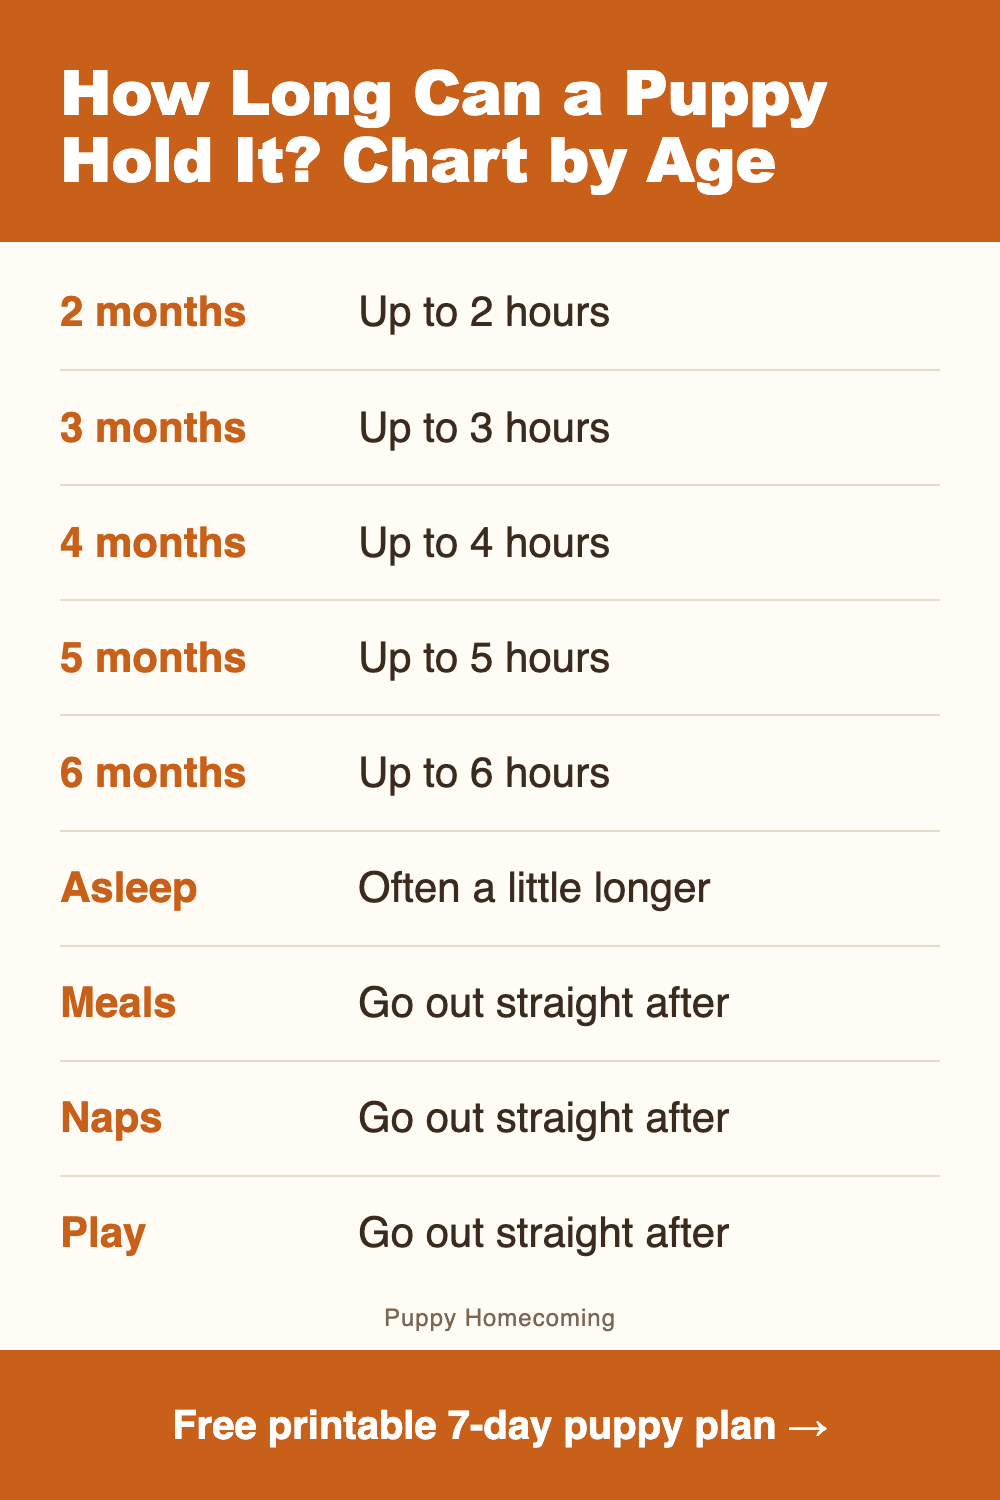 How Long Can a Puppy
Hold It? Chart by Age
2 months Up to 2 hours
3 months Up to 3 hours
4 months Up to 4 hours
5 months Up to 5 hours
6 months Up to 6 hours
Asleep Often a little longer
Meals Go out straight after
Naps Go out straight after
Play Go out straight after
Puppy Homecoming
Free printable 7-day puppy plan →